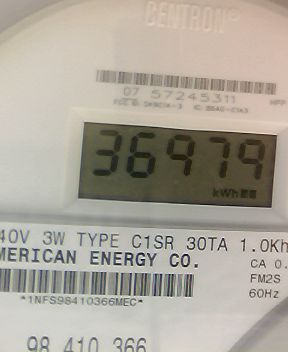 CENTRON®
07 57245311
36979
kWh
40V 3W TYPE C1SR 30TA 1.0Kh
MERICAN ENERGY CO.
CA 0.
FM2S
60Hz
*1NFS98410366MEC*
98 410 366